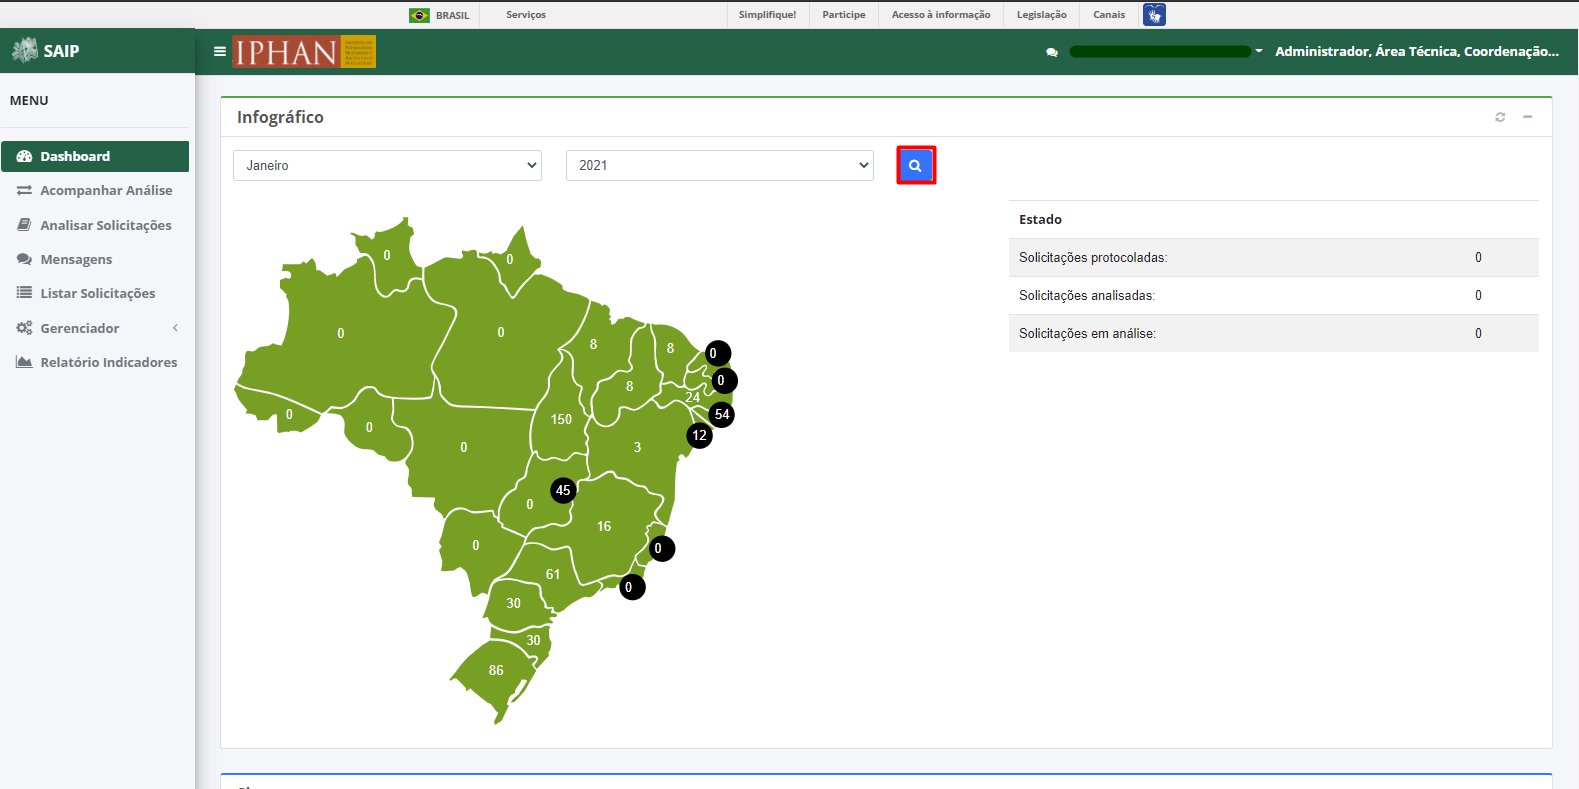 BRASIL
Serviços
Simplifique!
Participe
Acesso à informação
Legislação
Canais
SAIP
IPHAN
Administrador, Área Técnica, Coordenação...
MENU
Dashboard
Acompanhar Análise
Analisar Solicitações
Mensagens
Listar Solicitações
Gerenciador
Relatório Indicadores
Infográfico
Janeiro
2021
0
0
0
0
8
8
0
8
0
24
0
54
150
0
12
0
3
45
0
16
0
0
61
0
30
30
86
Estado
Solicitações protocoladas: 0
Solicitações analisadas: 0
Solicitações em análise: 0